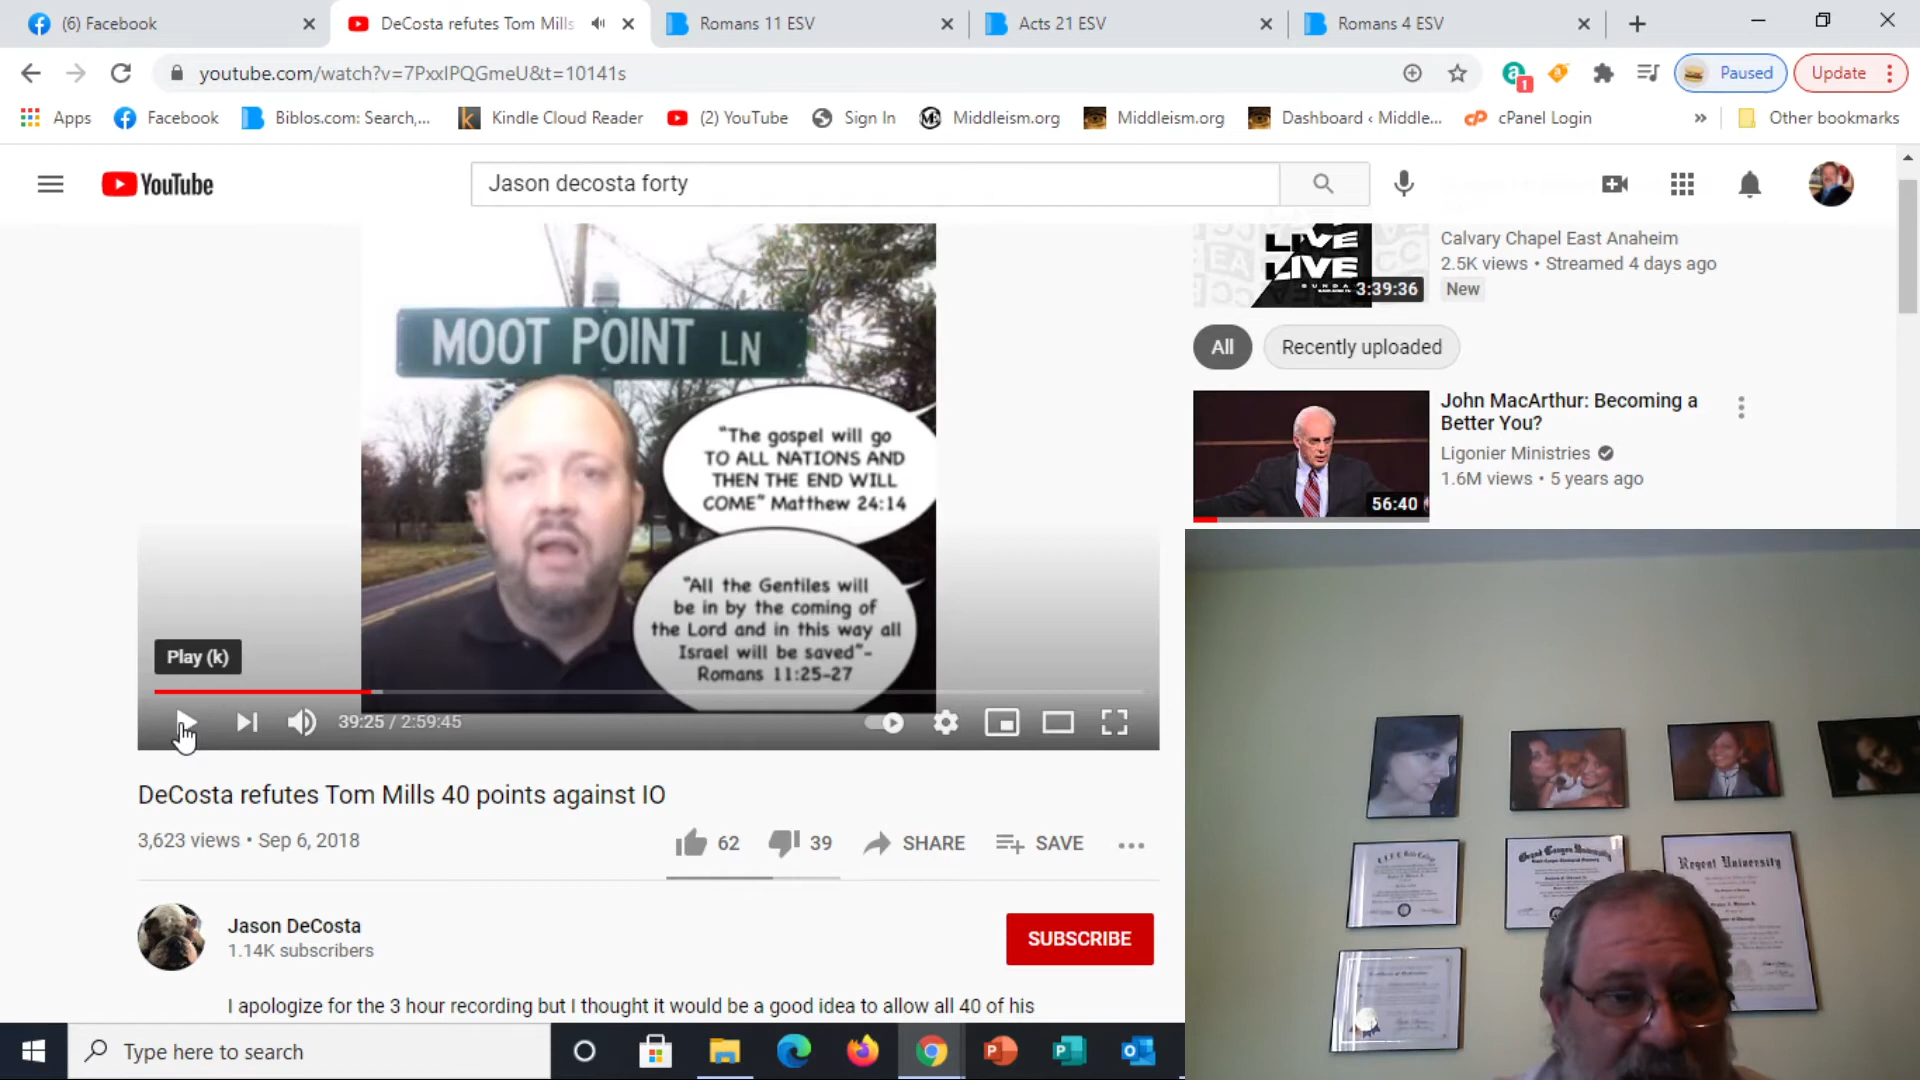 (6) Facebook
DeCosta refutes Tom Mills
Romans 11 ESV
Acts 21 ESV
Romans 4 ESV
youtube.com/watch?v=7PxxIPQGmeU&t=10141s
1
Paused
Update
Apps
Facebook
Biblos.com: Search,...
Kindle Cloud Reader
(2) YouTube
Sign In
Middleism.org
Middleism.org
Dashboard ‹ Middle...
cPanel Login
»
Other bookmarks
YouTube
Jason decosta forty
MOOT POINT LN
"The gospel will go
TO ALL NATIONS AND
THEN THE END WILL
COME" Matthew 24:14
"All the Gentiles will
be in by the coming of
the Lord and in this way all
Israel will be saved"-
Romans 11:25-27
Play (k)
39:25 / 2:59:45
LIVE
LIVE
3:39:36
Calvary Chapel East Anaheim
2.5K views • Streamed 4 days ago
New
All
Recently uploaded
56:40
John MacArthur: Becoming a
Better You?
Ligonier Ministries
1.6M views • 5 years ago
DeCosta refutes Tom Mills 40 points against IO
3,623 views • Sep 6, 2018
62
39
SHARE
SAVE
Jason DeCosta
1.14K subscribers
SUBSCRIBE
I apologize for the 3 hour recording but I thought it would be a good idea to allow all 40 of his
Grand Canyon University
Regent University
Type here to search